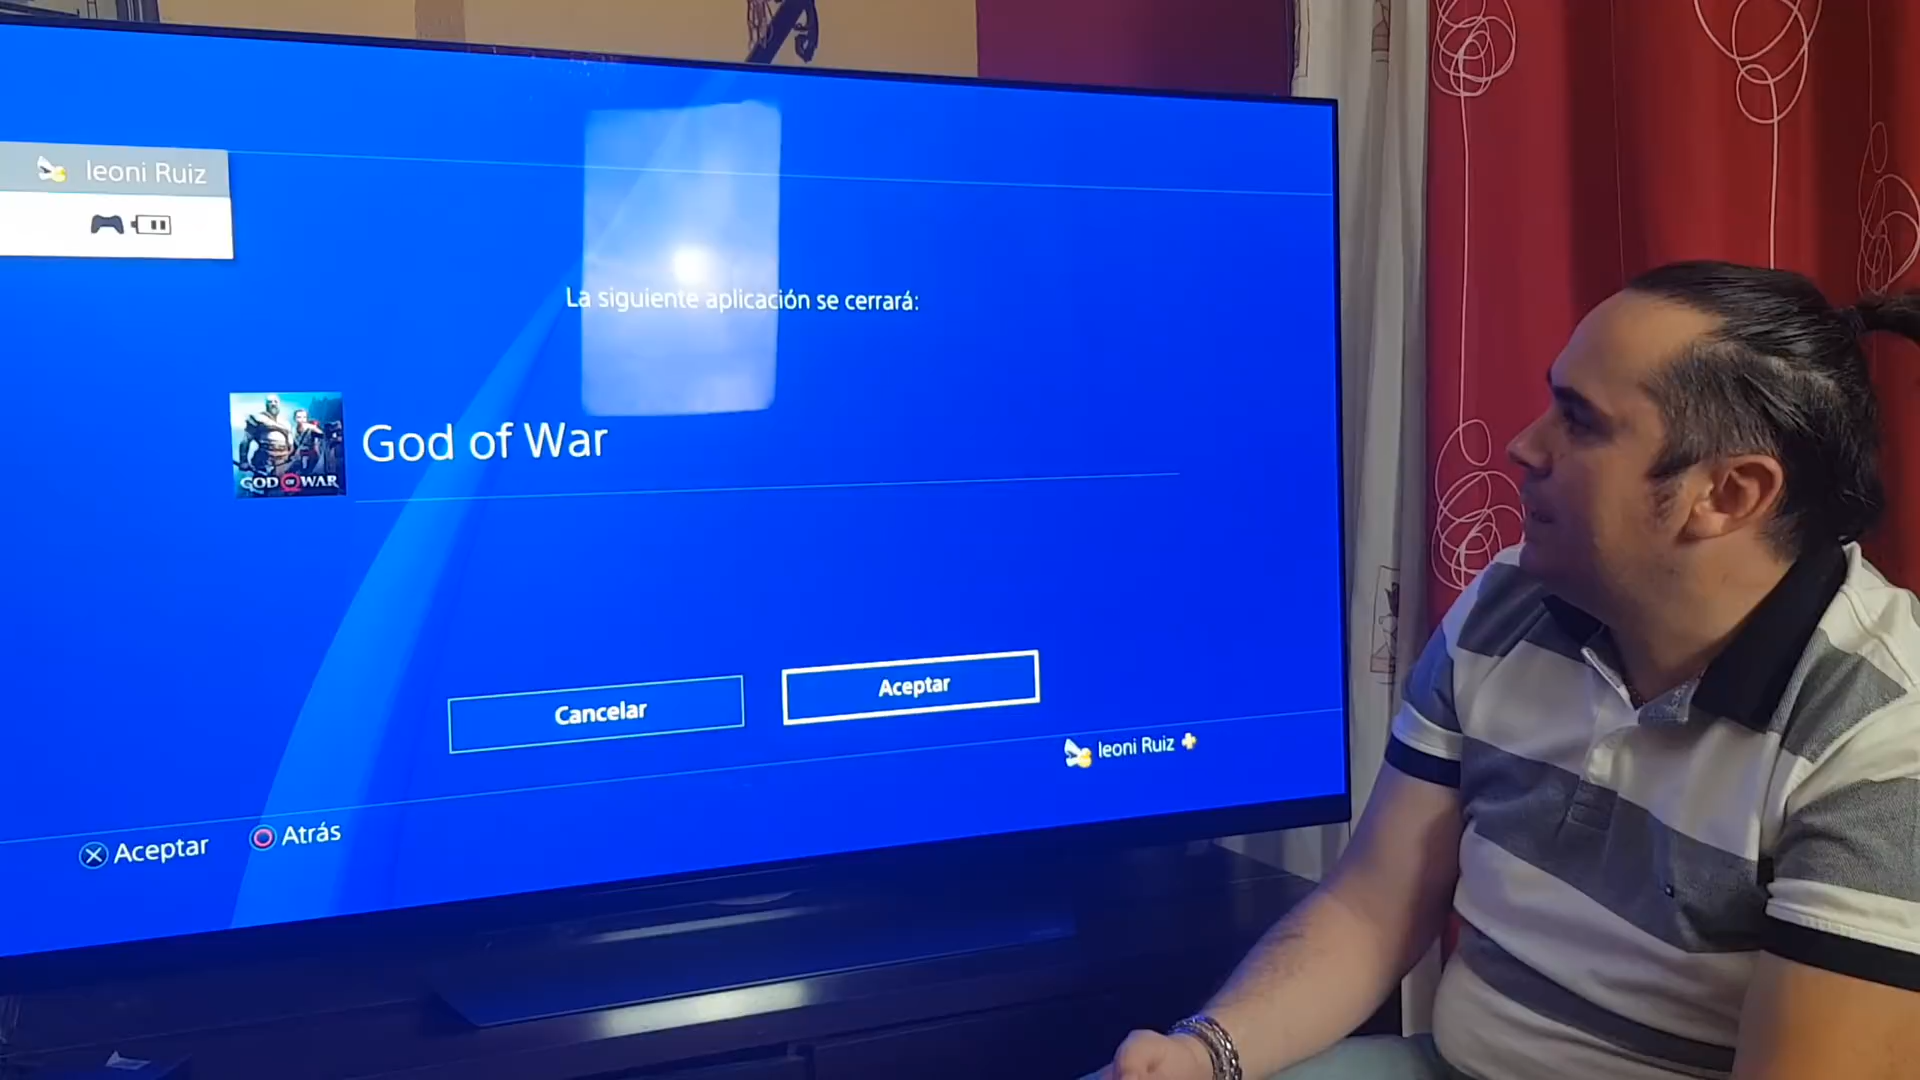 leoni Ruiz
La siguiente aplicación se cerrará:
GOD OF WAR
God of War
Cancelar
Aceptar
leoni Ruiz
Aceptar
Atrás